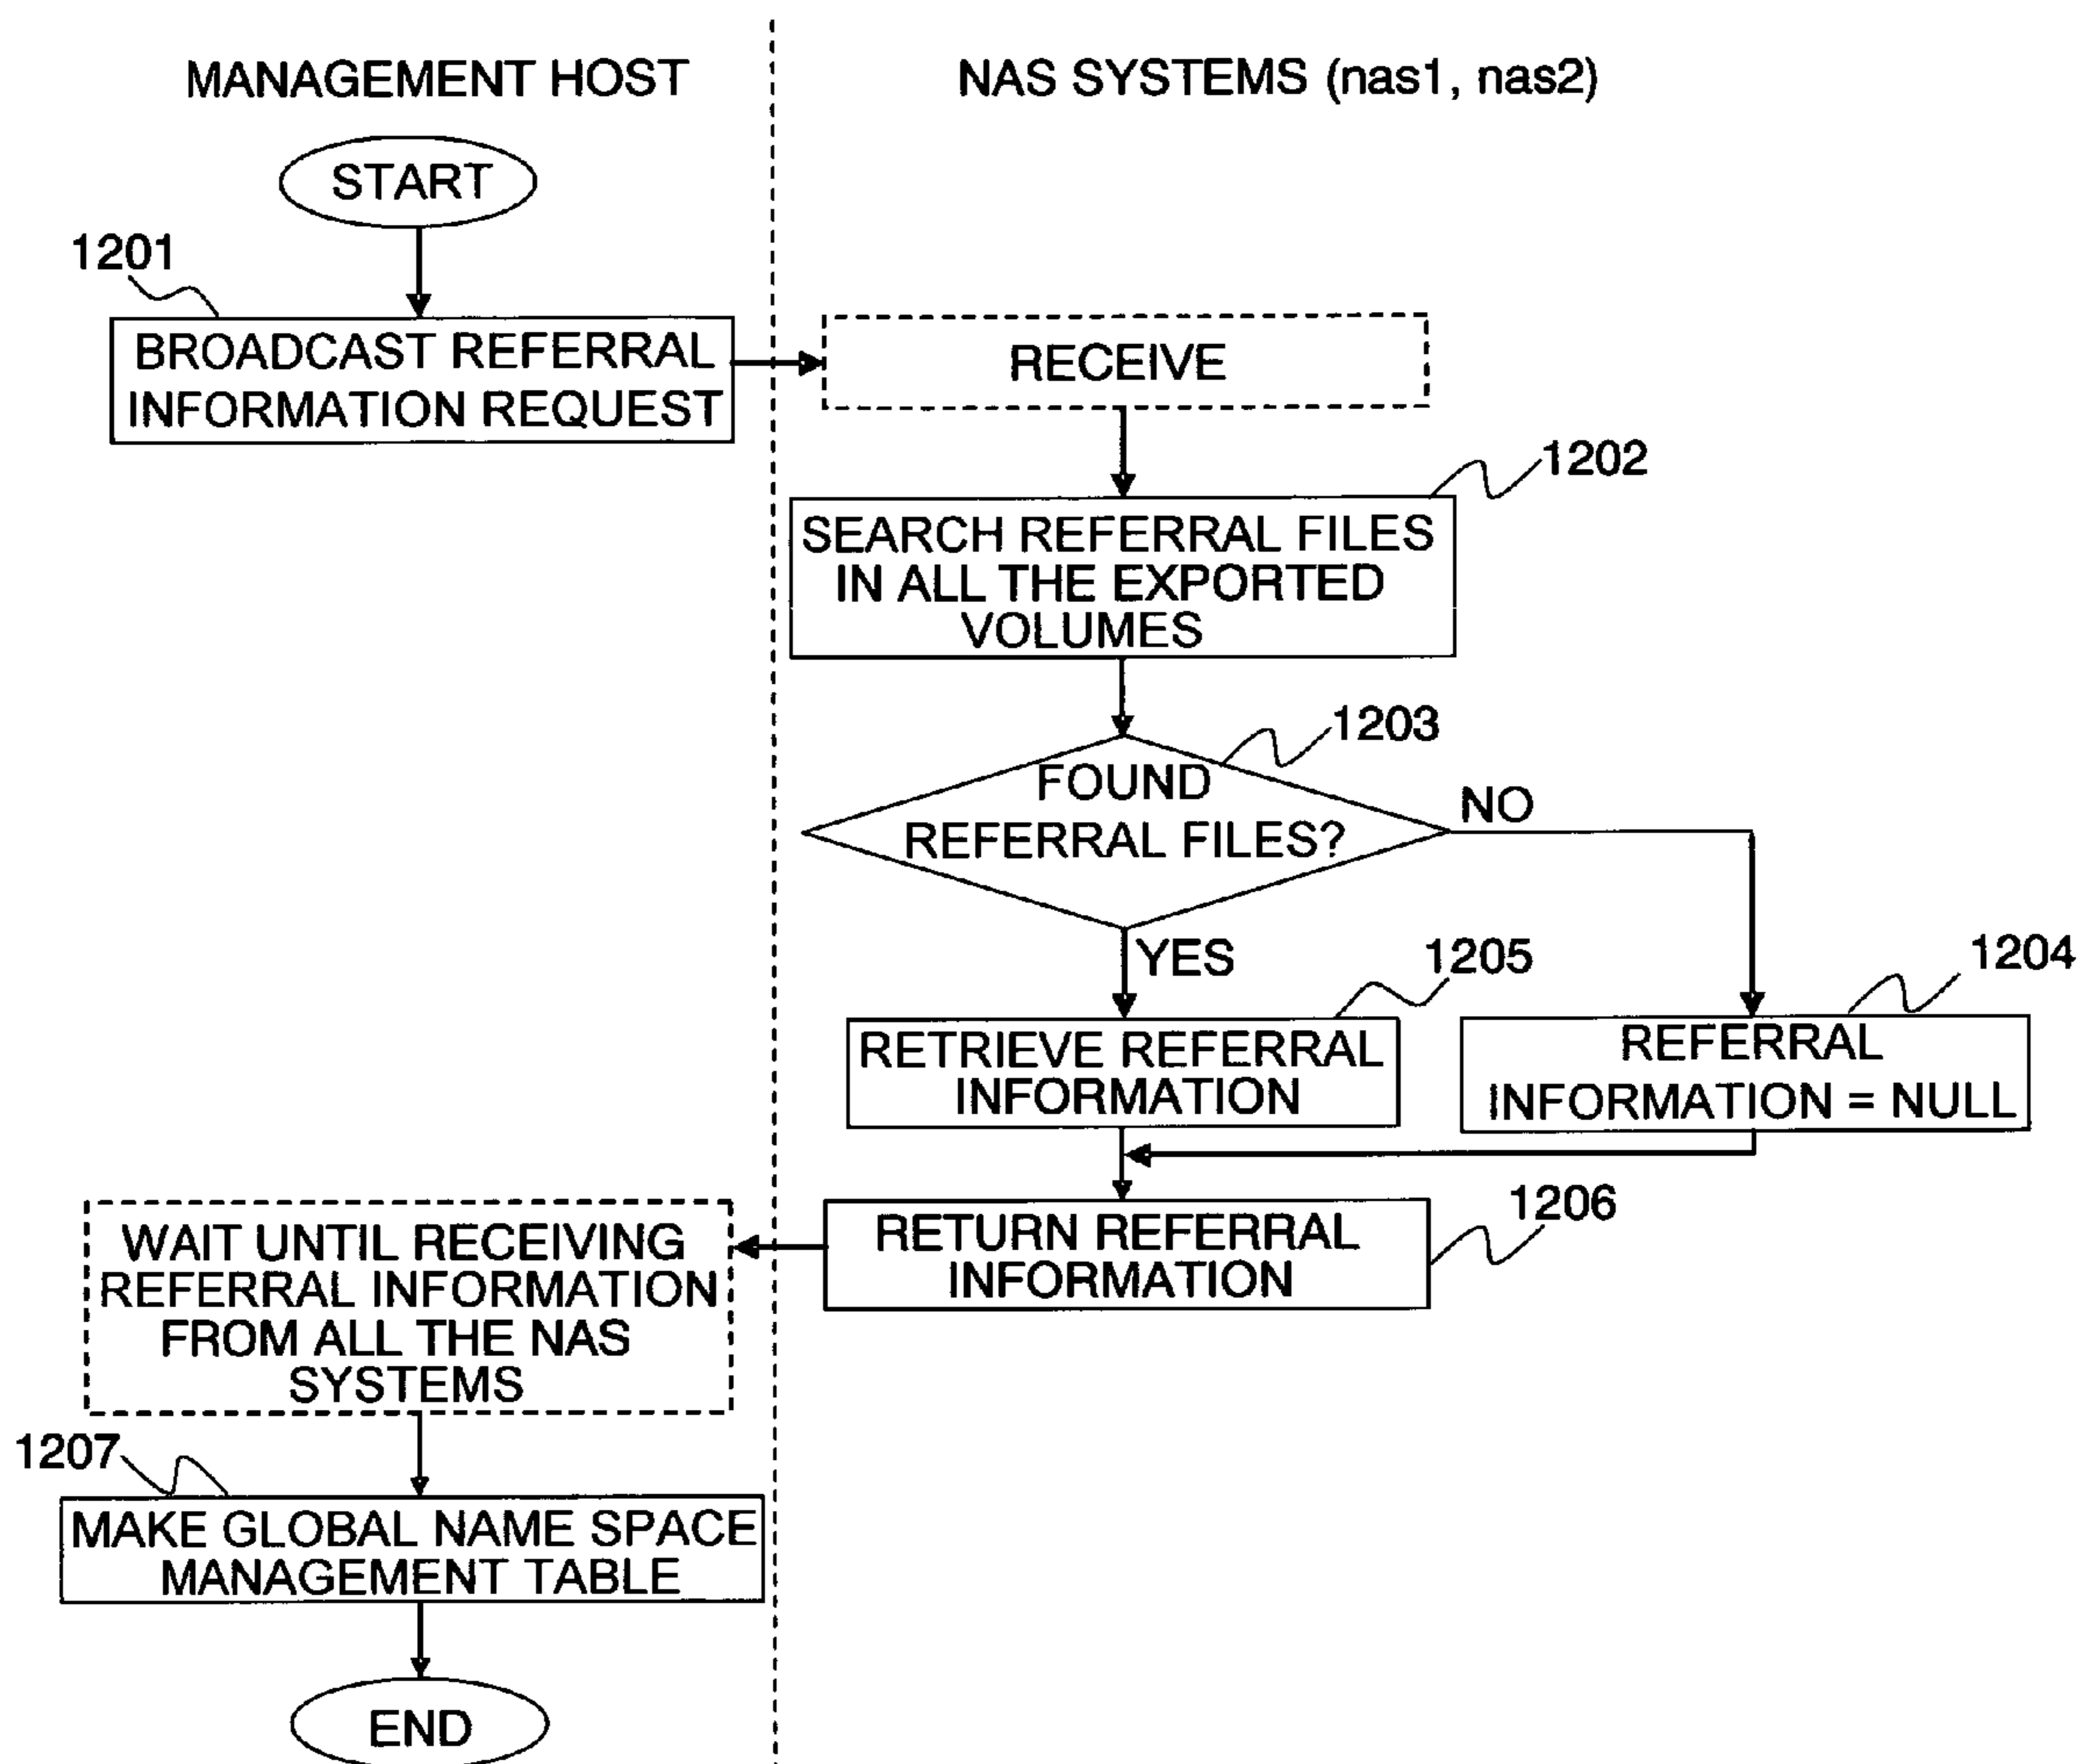 MANAGEMENT HOST
NAS SYSTEMS (nas1, nas2)
START
1201
BROADCAST REFERRAL
INFORMATION REQUEST
RECEIVE
1202
SEARCH REFERRAL FILES
IN ALL THE EXPORTED
VOLUMES
1203
FOUND
REFERRAL FILES?
NO
YES
1205
1204
RETRIEVE REFERRAL
INFORMATION
REFERRAL
INFORMATION = NULL
1206
RETURN REFERRAL
INFORMATION
WAIT UNTIL RECEIVING
REFERRAL INFORMATION
FROM ALL THE NAS
SYSTEMS
1207
MAKE GLOBAL NAME SPACE
MANAGEMENT TABLE
END